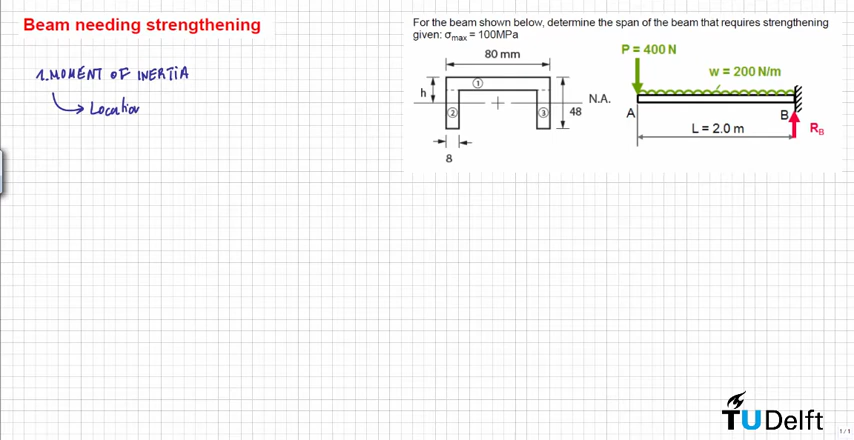 Beam needing strengthening
For the beam shown below, determine the span of the beam that requires strengthening
given: σmax = 100MPa
1. MOMENT OF INERTIA
Location
80 mm
h
①
②
③
48
N.A.
8
P = 400 N
w = 200 N/m
A
B
L = 2.0 m
RB
TU Delft
1 / 1